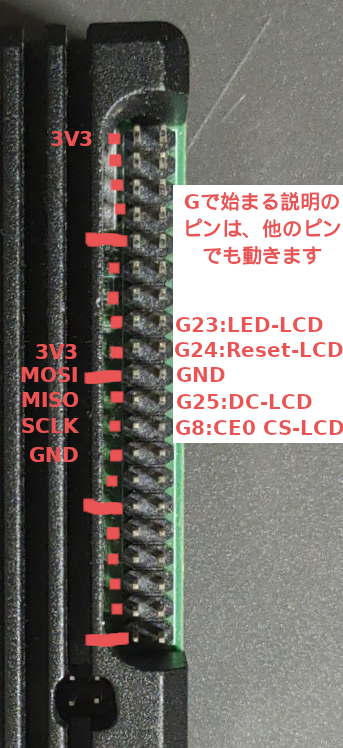 3V3
Gで始まる説明の
ピンは、他のピン
でも動きます
G23:LED-LCD
3V3
G24:Reset-LCD
MOSI
GND
MISO
G25:DC-LCD
SCLK
G8:CE0 CS-LCD
GND